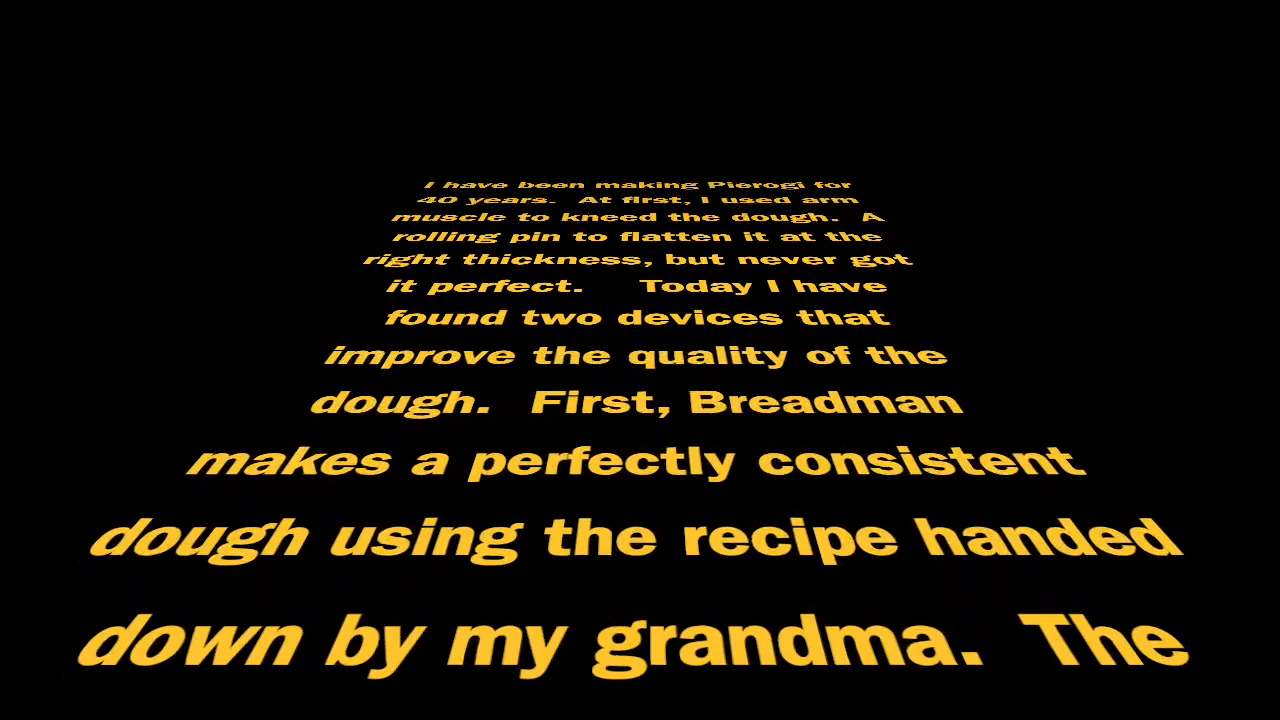 I have been making Pierogi for
40 years.  At first, I used arm
muscle to kneed the dough.  A
rolling pin to flatten it at the
right thickness, but never got
it perfect.    Today I have
found two devices that
improve the quality of the
dough.  First, Breadman
makes a perfectly consistent
dough using the recipe handed
down by my grandma.  The